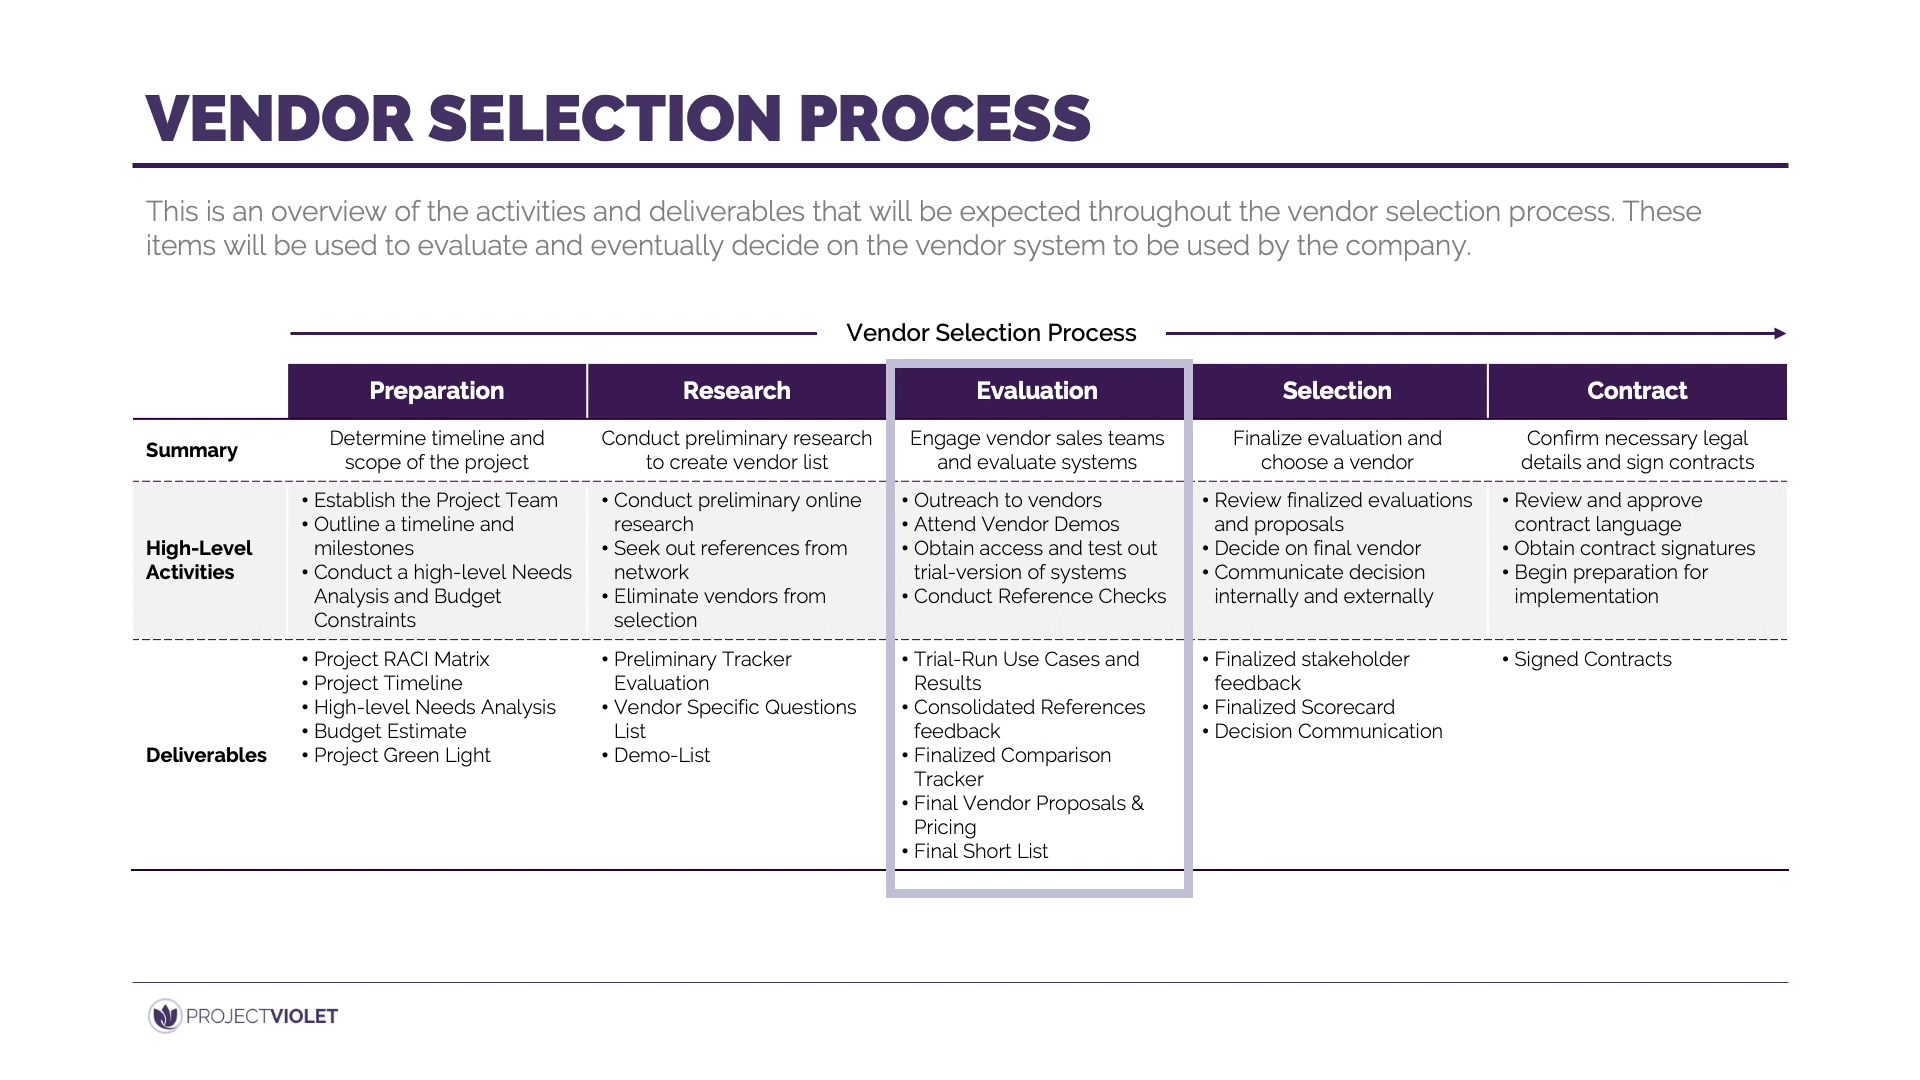 VENDOR SELECTION PROCESS
This is an overview of the activities and deliverables that will be expected throughout the vendor selection process. These
items will be used to evaluate and eventually decide on the vendor system to be used by the company.
Vendor Selection Process
Preparation
Research
Evaluation
Selection
Contract
Summary
Determine timeline and
scope of the project
Conduct preliminary research
to create vendor list
Engage vendor sales teams
and evaluate systems
Finalize evaluation and
choose a vendor
Confirm necessary legal
details and sign contracts
High-Level
Activities
• Establish the Project Team
• Outline a timeline and
milestones
• Conduct a high-level Needs
Analysis and Budget
Constraints
• Conduct preliminary online
research
• Seek out references from
network
• Eliminate vendors from
selection
• Outreach to vendors
• Attend Vendor Demos
• Obtain access and test out
trial-version of systems
• Conduct Reference Checks
• Review finalized evaluations
and proposals
• Decide on final vendor
• Communicate decision
internally and externally
• Review and approve
contract language
• Obtain contract signatures
• Begin preparation for
implementation
Deliverables
• Project RACI Matrix
• Project Timeline
• High-level Needs Analysis
• Budget Estimate
• Project Green Light
• Preliminary Tracker
Evaluation
• Vendor Specific Questions
List
• Demo-List
• Trial-Run Use Cases and
Results
• Consolidated References
feedback
• Finalized Comparison
Tracker
• Final Vendor Proposals &
Pricing
• Final Short List
• Finalized stakeholder
feedback
• Finalized Scorecard
• Decision Communication
• Signed Contracts
PROJECTVIOLET